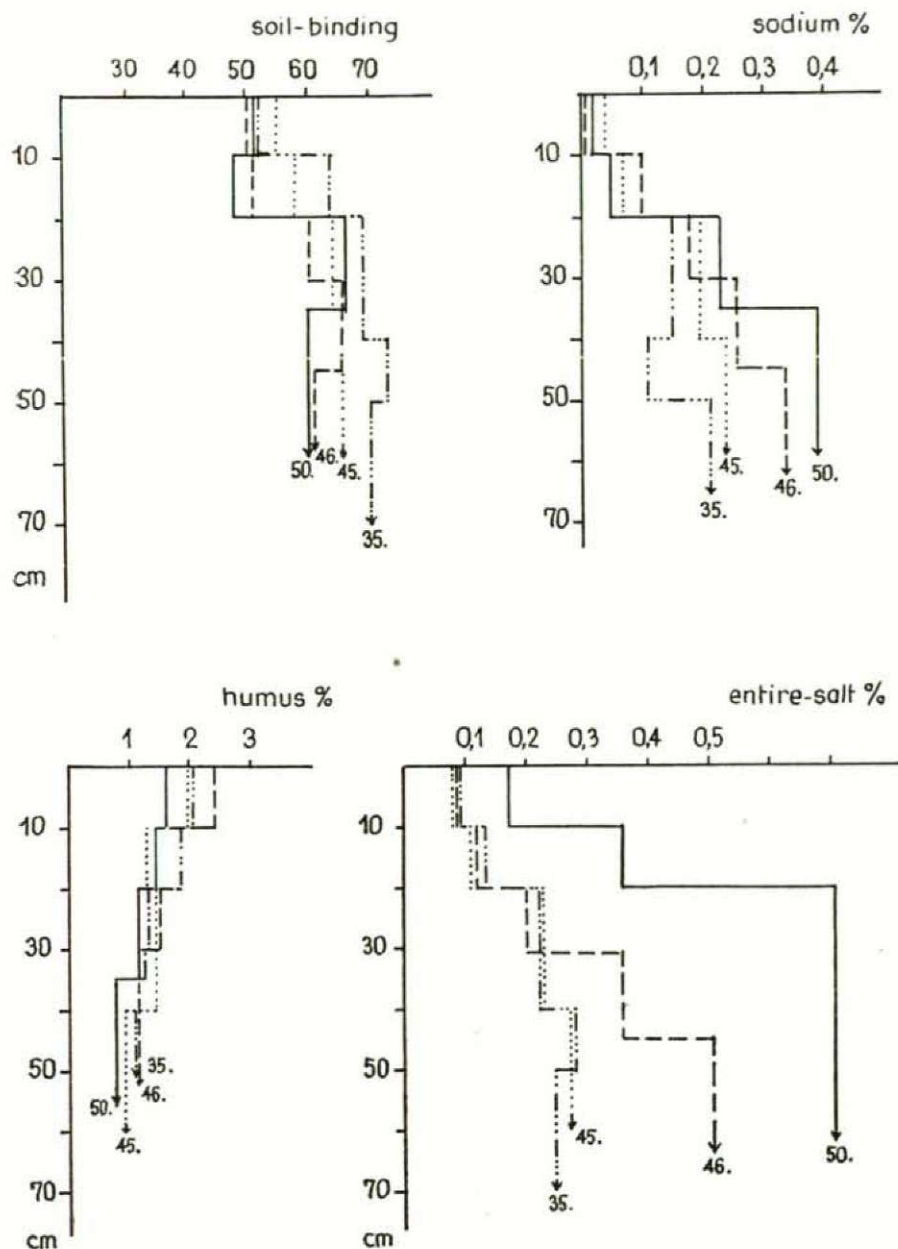 soil-binding
30 40 50 60 70
10
30
50
70
cm
50. 46. 45.
35.
sodium %
0,1 0,2 0,3 0,4
10
30
50
70
45. 50.
35. 46.
humus %
1 2 3
10
30
50
70
cm
35.
46.
50.
45.
entire-salt %
0,1 0,2 0,3 0,4 0,5
10
30
50
70
cm
45.
50.
46.
35.